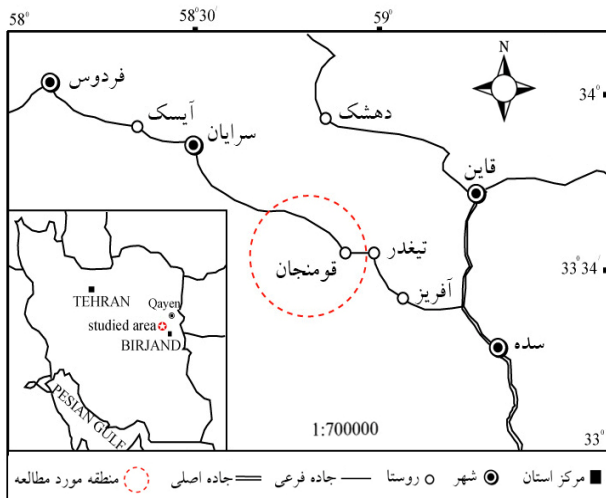 58° 58°30/ 59°
N
فردوس
34°
آیسک
دهشک
سرایان
قاین
تیغدر
قومنجان
33°34/
آفریز
TEHRAN
Qayen
studied area
BIRJAND
سده
PESIAN GULF
1:700000
33°
مرکز استان شهر روستا جاده فرعی جاده اصلی منطقه مورد مطالعه